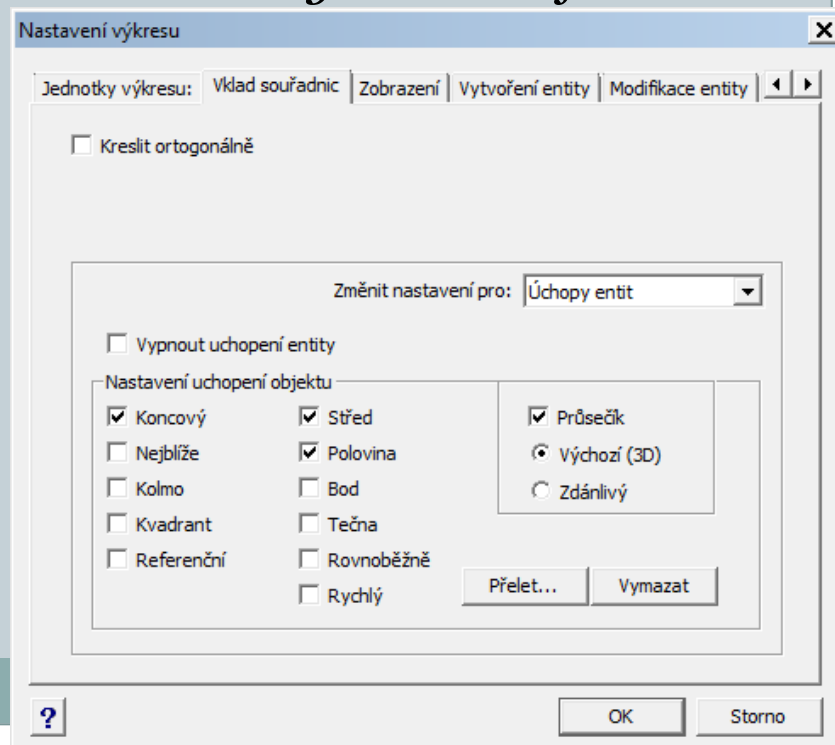 Nastavení výkresu
Jednotky výkresu: Vklad souřadnic Zobrazení Vytvoření entity Modifikace entity
Kreslit ortogonálně
Změnit nastavení pro: Úchopy entit
Vypnout uchopení entity
Nastavení uchopení objektu
Koncový Střed Průsečík
Nejblíže Polovina Výchozí (3D)
Kolmo Bod Zdánlivý
Kvadrant Tečna
Referenční Rovnoběžně
Rychlý Přelet... Vymazat
? OK Storno